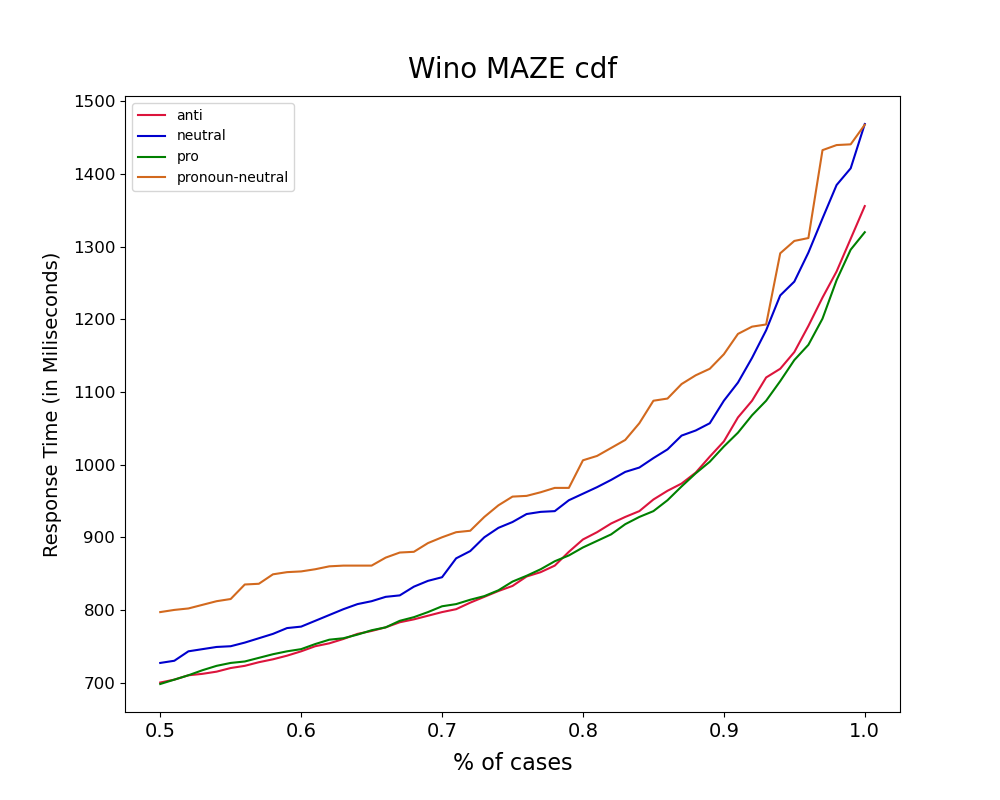 Wino MAZE cdf
1500
1400
1300
1200
1100
1000
900
800
700
Response Time (in Miliseconds)
anti
neutral
pro
pronoun-neutral
0.5 0.6 0.7 0.8 0.9 1.0
% of cases